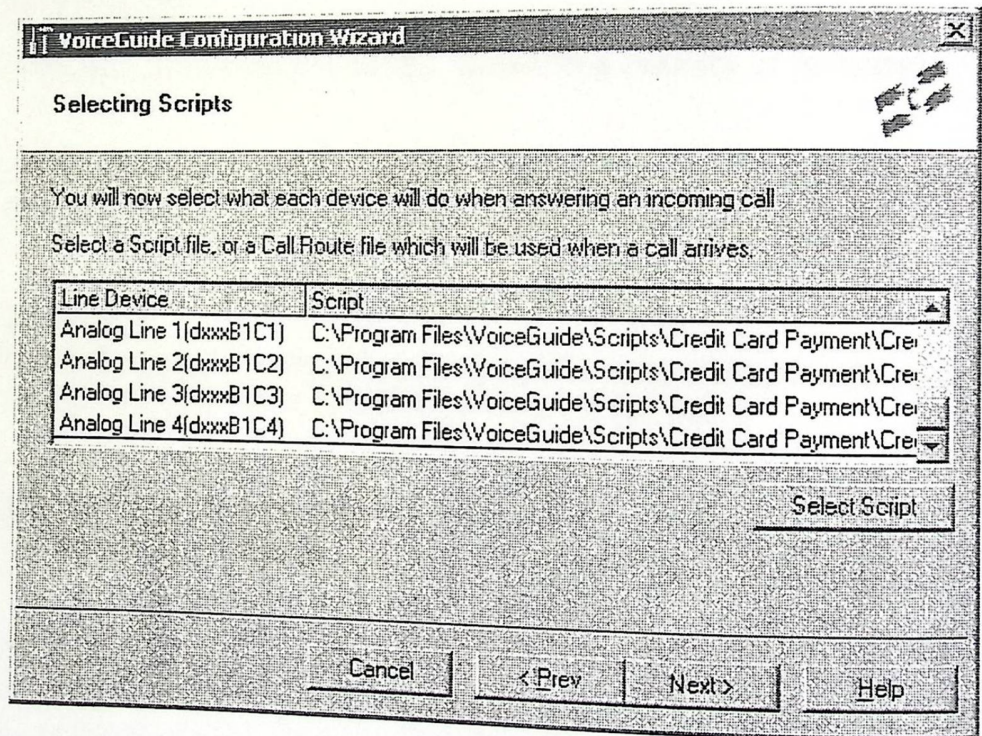 VoiceGuide Configuration Wizard
Selecting Scripts
You will now select what each device will do when answering an incoming call
Select a Script file, or a Call Route file which will be used when a call arrives.
Line Device Script
Analog Line 1(dxxxB1C1) C:\Program Files\VoiceGuide\Scripts\Credit Card Payment\Cre
Analog Line 2(dxxxB1C2) C:\Program Files\VoiceGuide\Scripts\Credit Card Payment\Cre
Analog Line 3(dxxxB1C3) C:\Program Files\VoiceGuide\Scripts\Credit Card Payment\Cre
Analog Line 4(dxxxB1C4) C:\Program Files\VoiceGuide\Scripts\Credit Card Payment\Cre
Select Script
Cancel < Prev Next > Help